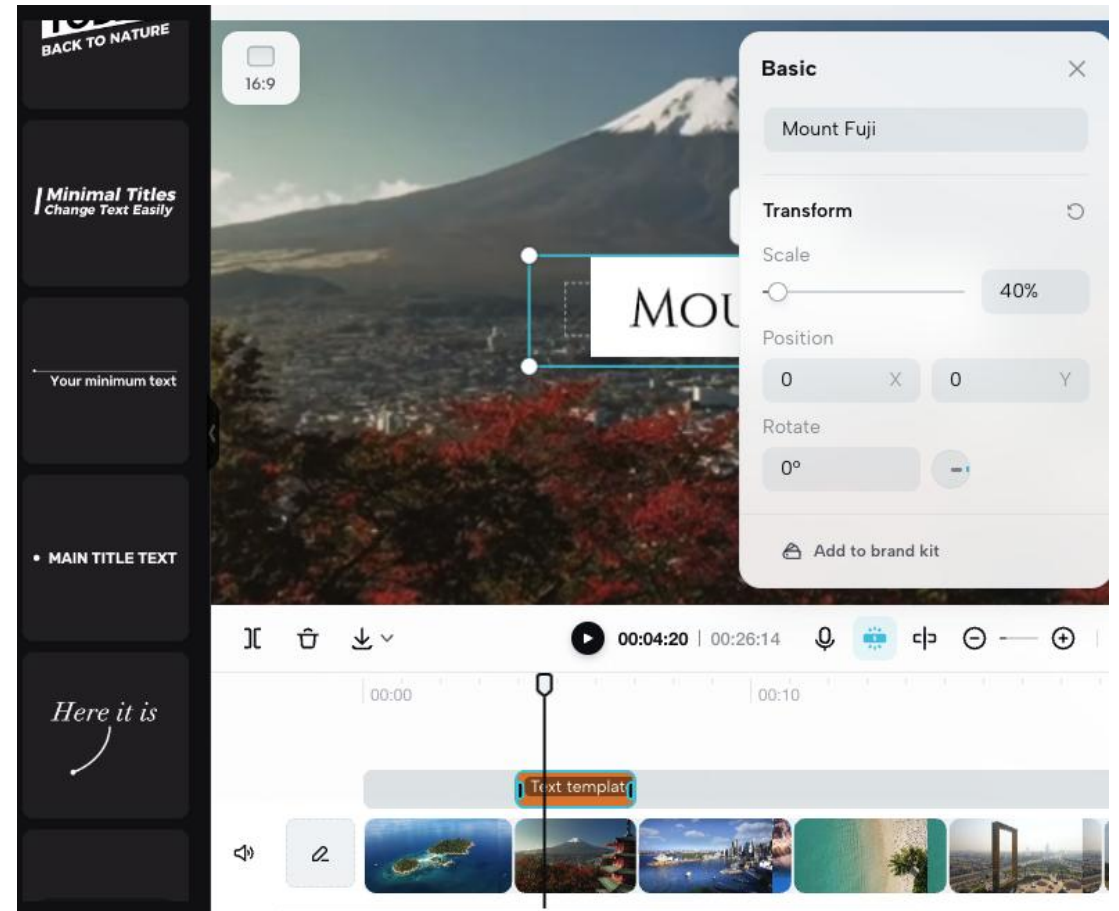 BACK TO NATURE
Minimal Titles
Change Text Easily
Your minimum text
MAIN TITLE TEXT
Here it is
16:9
Basic
Mount Fuji
Transform
Scale
40%
Position
0 X 0 Y
Rotate
0°
Add to brand kit
00:04:20 | 00:26:14
00:00 00:10
Text templat